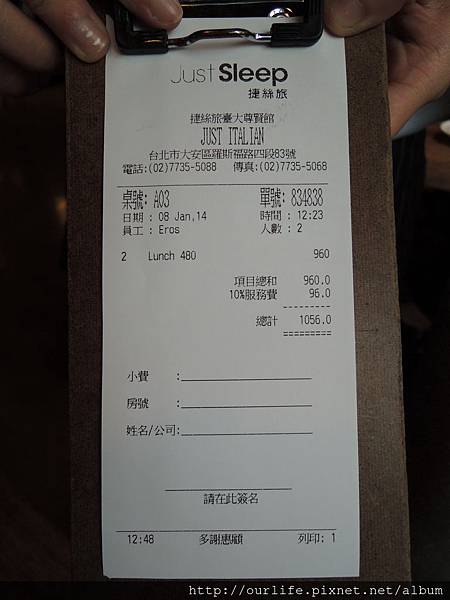 Just Sleep
捷絲旅
捷絲旅臺大尊賢館
JUST ITALIAN
台北市大安區羅斯福路四段83號
電話:(02)7735-5088 傳真:(02)7735-5068
桌號: A03 單號: 834838
日期 : 08 Jan,14 時間 : 12:23
員工 : Eros 人數 : 2
2 Lunch 480 960
項目總和 960.0
10%服務費 96.0
總計 1056.0
小費 :
房號 :
姓名/公司:
請在此簽名
12:48 多謝惠顧 列印: 1
http://ourlife.pixnet.net/album